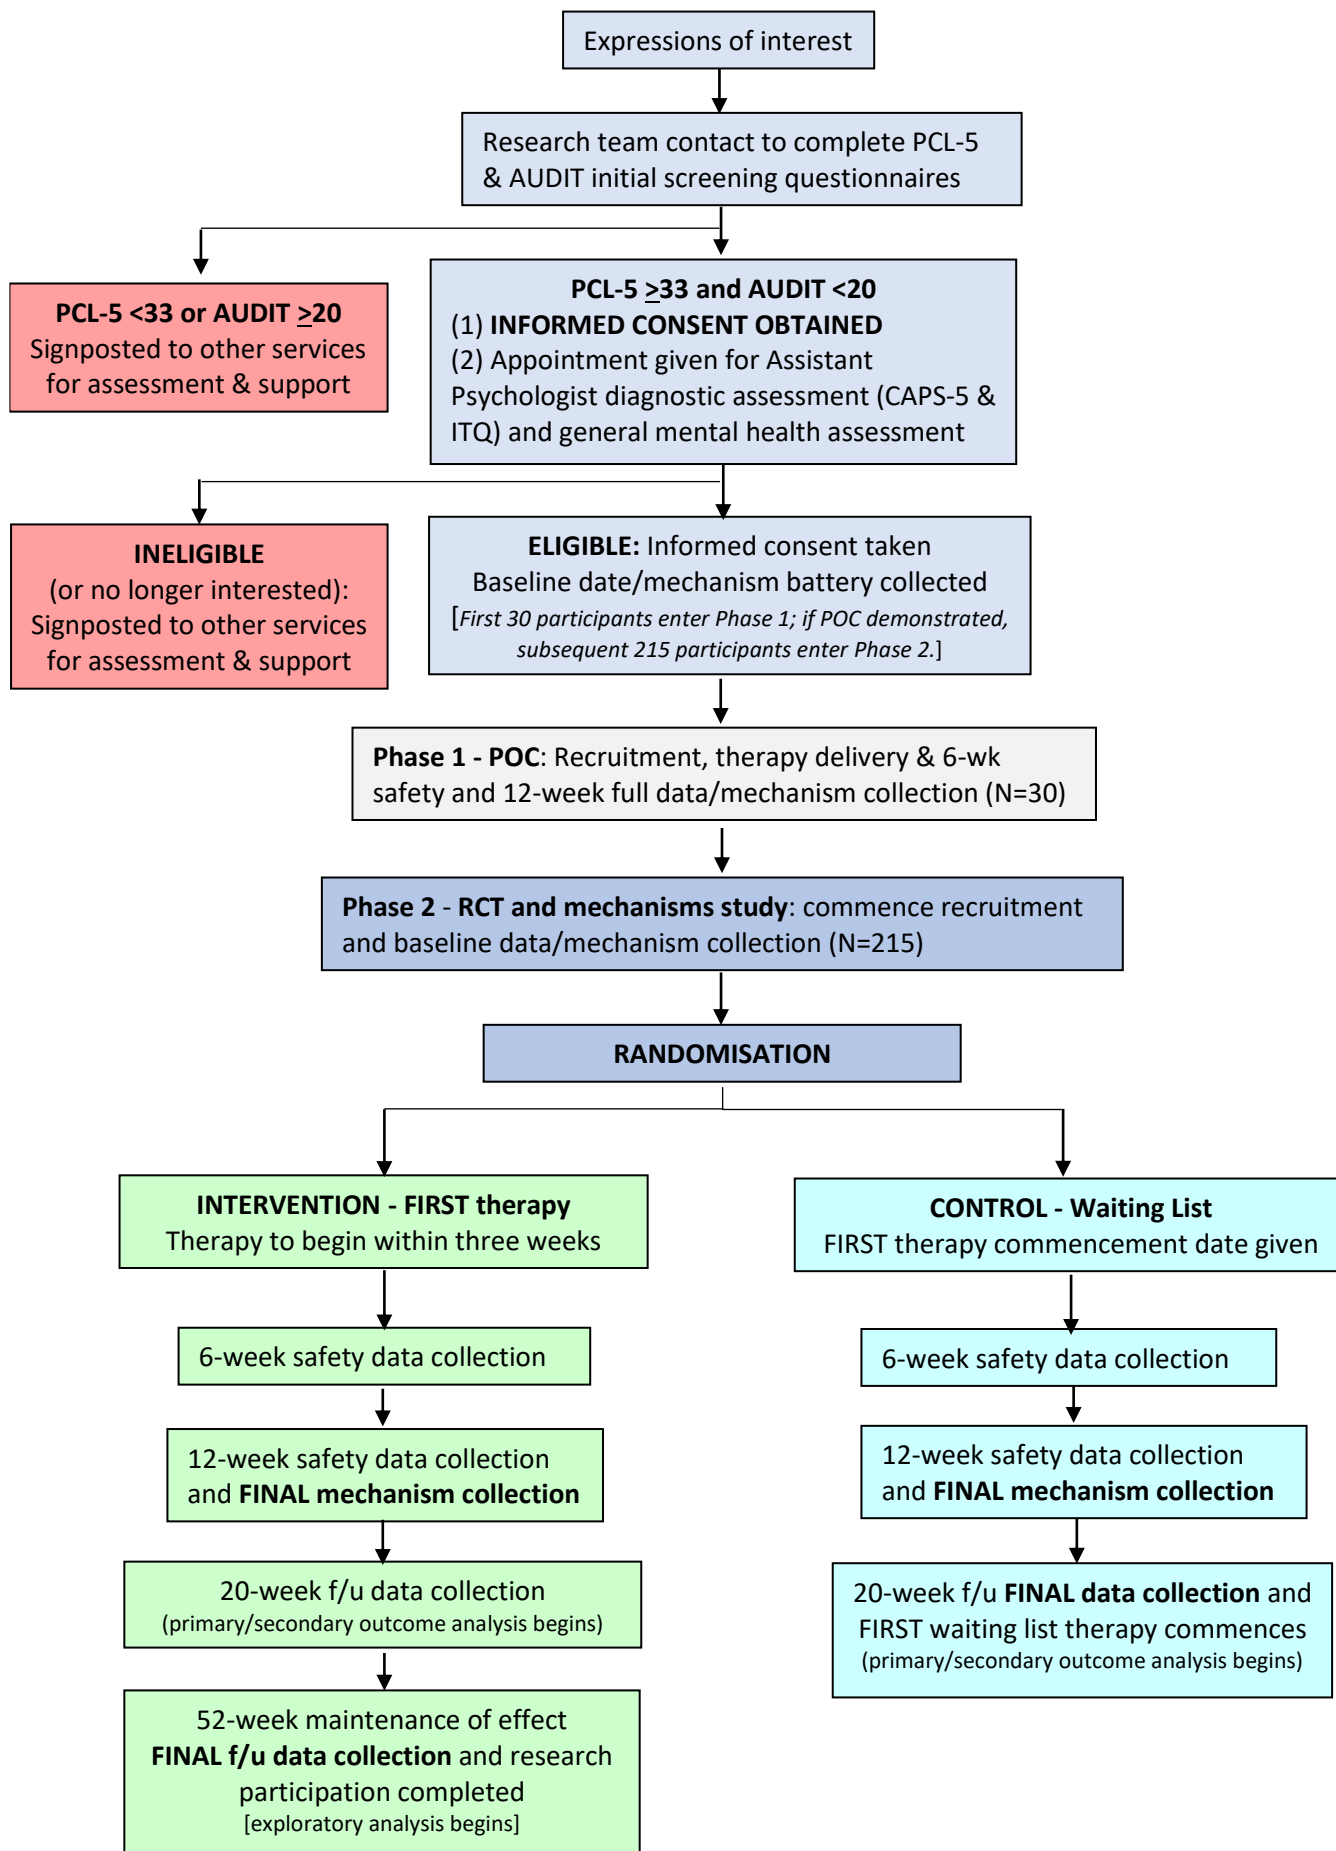 Expressions of interest
Research team contact to complete PCL-5
& AUDIT initial screening questionnaires
PCL-5 <33 or AUDIT ≥20
Signposted to other services
for assessment & support
PCL-5 ≥33 and AUDIT <20
(1) INFORMED CONSENT OBTAINED
(2) Appointment given for Assistant
Psychologist diagnostic assessment (CAPS-5 &
ITQ) and general mental health assessment
INELIGIBLE
(or no longer interested):
Signposted to other services
for assessment & support
ELIGIBLE: Informed consent taken
Baseline date/mechanism battery collected
[First 30 participants enter Phase 1; if POC demonstrated,
subsequent 215 participants enter Phase 2.]
Phase 1 - POC: Recruitment, therapy delivery & 6-wk
safety and 12-week full data/mechanism collection (N=30)
Phase 2 - RCT and mechanisms study: commence recruitment
and baseline data/mechanism collection (N=215)
RANDOMISATION
INTERVENTION - FIRST therapy
Therapy to begin within three weeks
6-week safety data collection
12-week safety data collection
and FINAL mechanism collection
20-week f/u data collection
(primary/secondary outcome analysis begins)
52-week maintenance of effect
FINAL f/u data collection and research
participation completed
[exploratory analysis begins]
CONTROL - Waiting List
FIRST therapy commencement date given
6-week safety data collection
12-week safety data collection
and FINAL mechanism collection
20-week f/u FINAL data collection and
FIRST waiting list therapy commences
(primary/secondary outcome analysis begins)